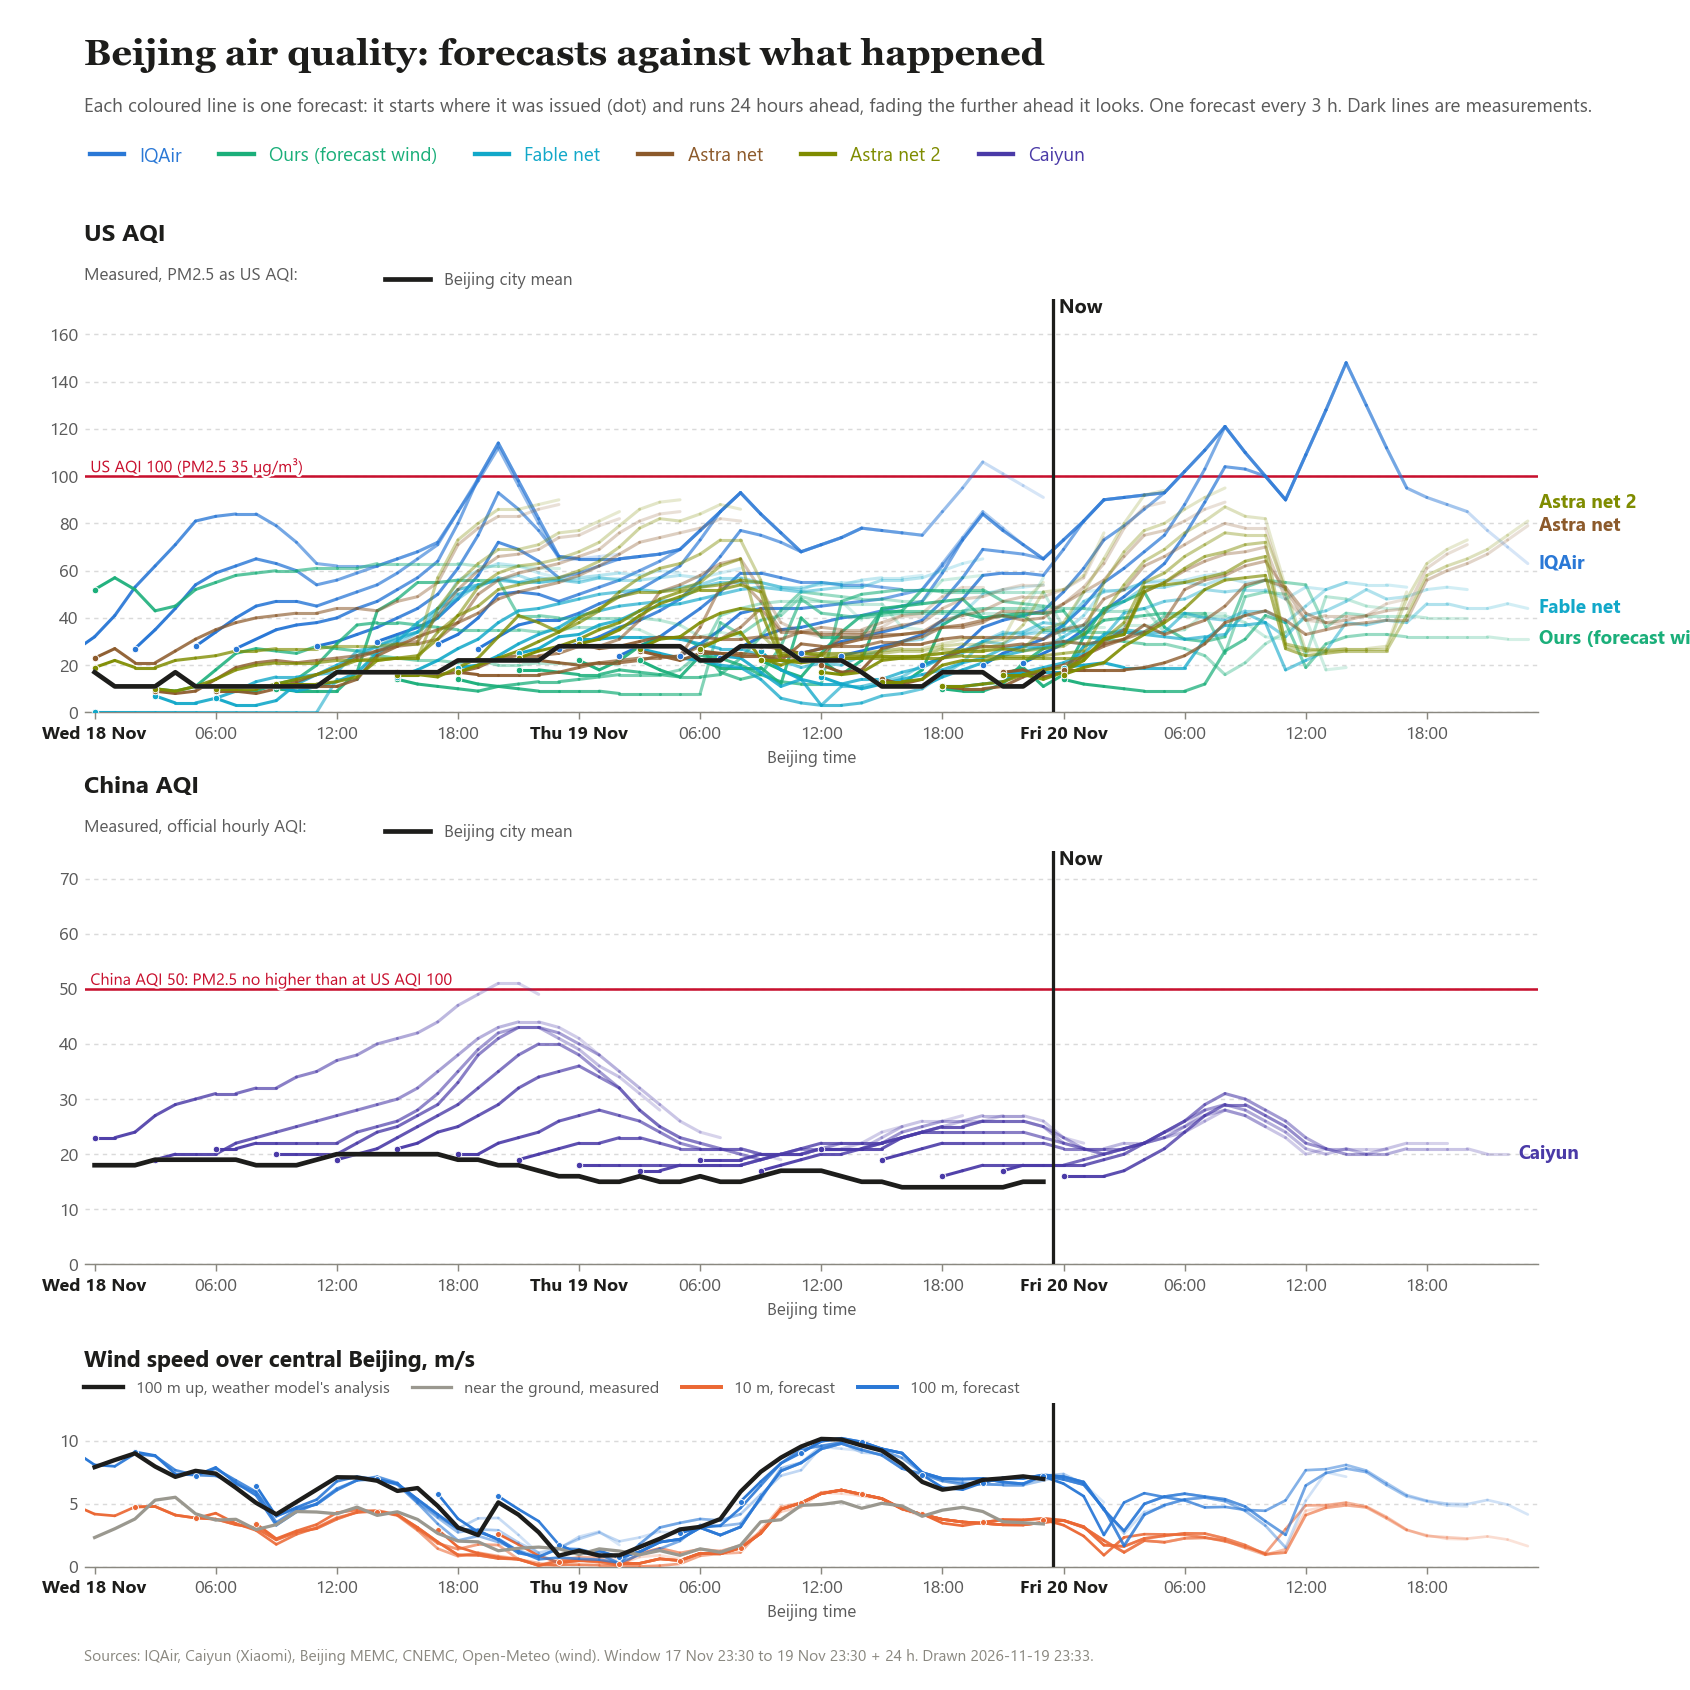 Beijing air quality: forecasts against what happened
Each coloured line is one forecast: it starts where it was issued (dot) and runs 24 hours ahead, fading the further ahead it looks. One forecast every 3 h. Dark lines are measurements.
IQAir Ours (forecast wind) Fable net Astra net Astra net 2 Caiyun
US AQI
Measured, PM2.5 as US AQI: Beijing city mean
Now
160
140
120
US AQI 100 (PM2.5 35 µg/m³)
100
80
60
40
20
0
Astra net 2
Astra net
IQAir
Fable net
Ours (forecast wi
Wed 18 Nov 06:00 12:00 18:00 Thu 19 Nov 06:00 12:00 18:00 Fri 20 Nov 06:00 12:00 18:00
Beijing time
China AQI
Measured, official hourly AQI: Beijing city mean
Now
70
60
China AQI 50: PM2.5 no higher than at US AQI 100
50
40
30
20
10
0
Caiyun
Wed 18 Nov 06:00 12:00 18:00 Thu 19 Nov 06:00 12:00 18:00 Fri 20 Nov 06:00 12:00 18:00
Beijing time
Wind speed over central Beijing, m/s
100 m up, weather model's analysis near the ground, measured 10 m, forecast 100 m, forecast
10
5
0
Wed 18 Nov 06:00 12:00 18:00 Thu 19 Nov 06:00 12:00 18:00 Fri 20 Nov 06:00 12:00 18:00
Beijing time
Sources: IQAir, Caiyun (Xiaomi), Beijing MEMC, CNEMC, Open-Meteo (wind). Window 17 Nov 23:30 to 19 Nov 23:30 + 24 h. Drawn 2026-11-19 23:33.